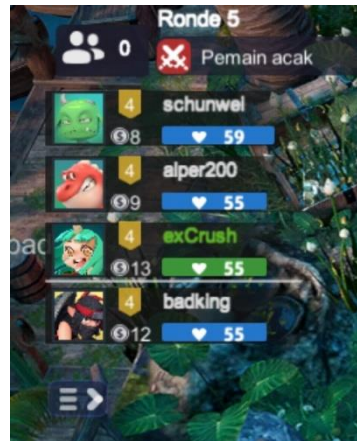 Ronde 5
0
Pemain acak
4 schunwei
8 59
4 alper200
9 55
4 exCrush
13 55
4 badking
12 55